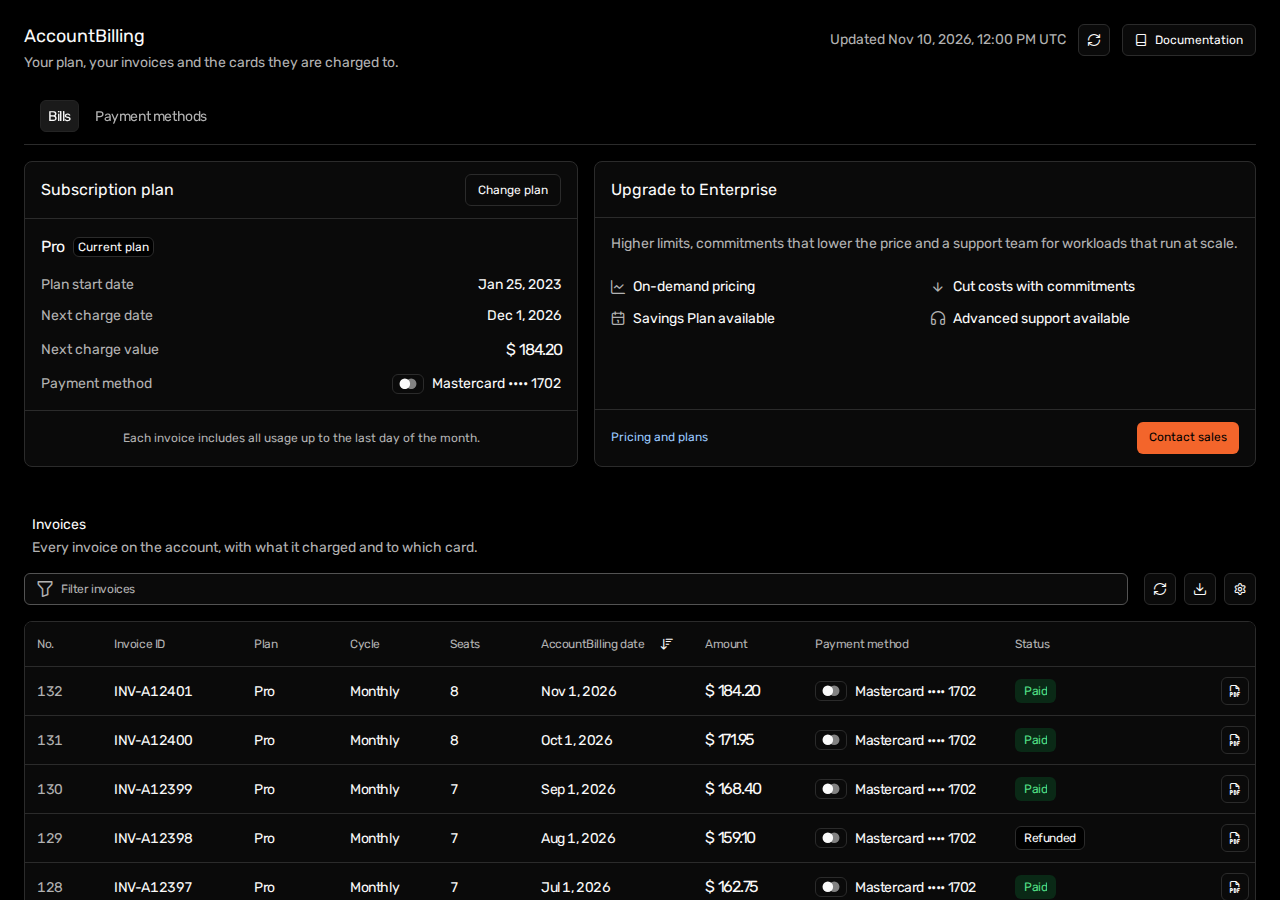 AccountBilling
Your plan, your invoices and the cards they are charged to.
Updated Nov 10, 2026, 12:00 PM UTC
Documentation
Bills Payment methods
Subscription plan
Change plan
Pro Current plan
Plan start date Jan 25, 2023
Next charge date Dec 1, 2026
Next charge value $ 184.20
Payment method Mastercard •••• 1702
Each invoice includes all usage up to the last day of the month.
Upgrade to Enterprise
Higher limits, commitments that lower the price and a support team for workloads that run at scale.
On-demand pricing Cut costs with commitments
Savings Plan available Advanced support available
Pricing and plans Contact sales
Invoices
Every invoice on the account, with what it charged and to which card.
Filter invoices
No. Invoice ID Plan Cycle Seats AccountBilling date Amount Payment method Status
132 INV-A12401 Pro Monthly 8 Nov 1, 2026 $ 184.20 Mastercard •••• 1702 Paid PDF
131 INV-A12400 Pro Monthly 8 Oct 1, 2026 $ 171.95 Mastercard •••• 1702 Paid PDF
130 INV-A12399 Pro Monthly 7 Sep 1, 2026 $ 168.40 Mastercard •••• 1702 Paid PDF
129 INV-A12398 Pro Monthly 7 Aug 1, 2026 $ 159.10 Mastercard •••• 1702 Refunded PDF
128 INV-A12397 Pro Monthly 7 Jul 1, 2026 $ 162.75 Mastercard •••• 1702 Paid PDF